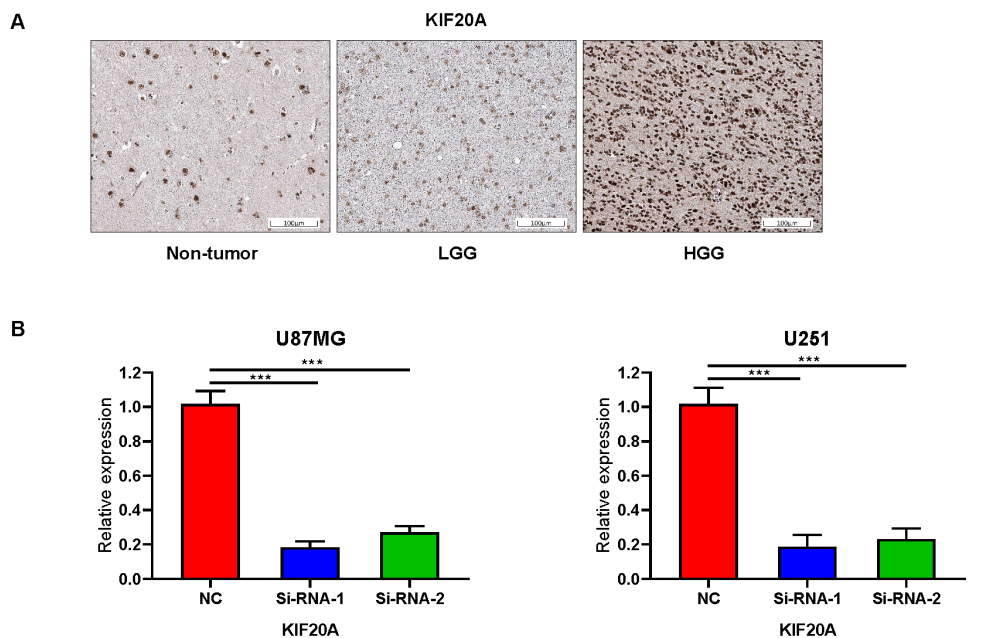 A
KIF20A
100μm
100μm
100μm
Non-tumor
LGG
HGG
B
U87MG
***
***
Relative expression
1.2
1.0
0.8
0.6
0.4
0.2
0.0
NC
Si-RNA-1
Si-RNA-2
KIF20A
U251
***
***
Relative expression
1.2
1.0
0.8
0.6
0.4
0.2
0.0
NC
Si-RNA-1
Si-RNA-2
KIF20A